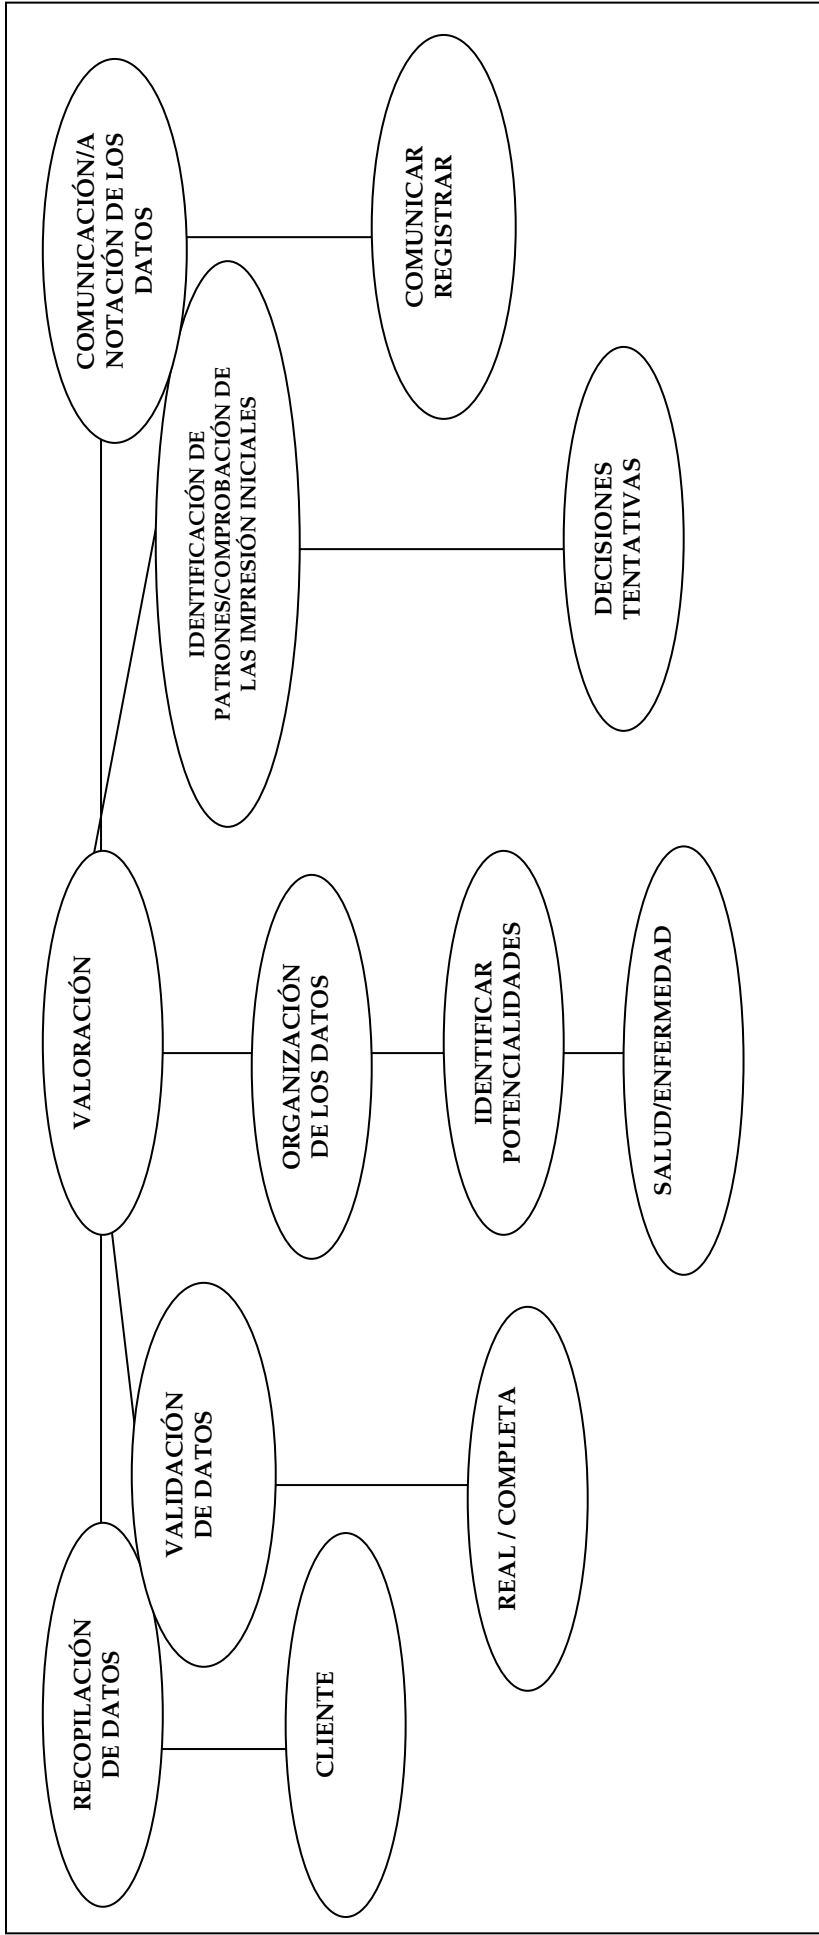 VALORACIÓN
RECOPILACIÓN
DE DATOS
VALIDACIÓN
DE DATOS
ORGANIZACIÓN
DE LOS DATOS
IDENTIFICACIÓN DE
PATRONES/COMPROBACIÓN DE
LAS IMPRESIÓN INICIALES
COMUNICACIÓN/A
NOTACIÓN DE LOS
DATOS
CLIENTE
REAL / COMPLETA
IDENTIFICAR
POTENCIALIDADES
SALUD/ENFERMEDAD
DECISIONES
TENTATIVAS
COMUNICAR
REGISTRAR